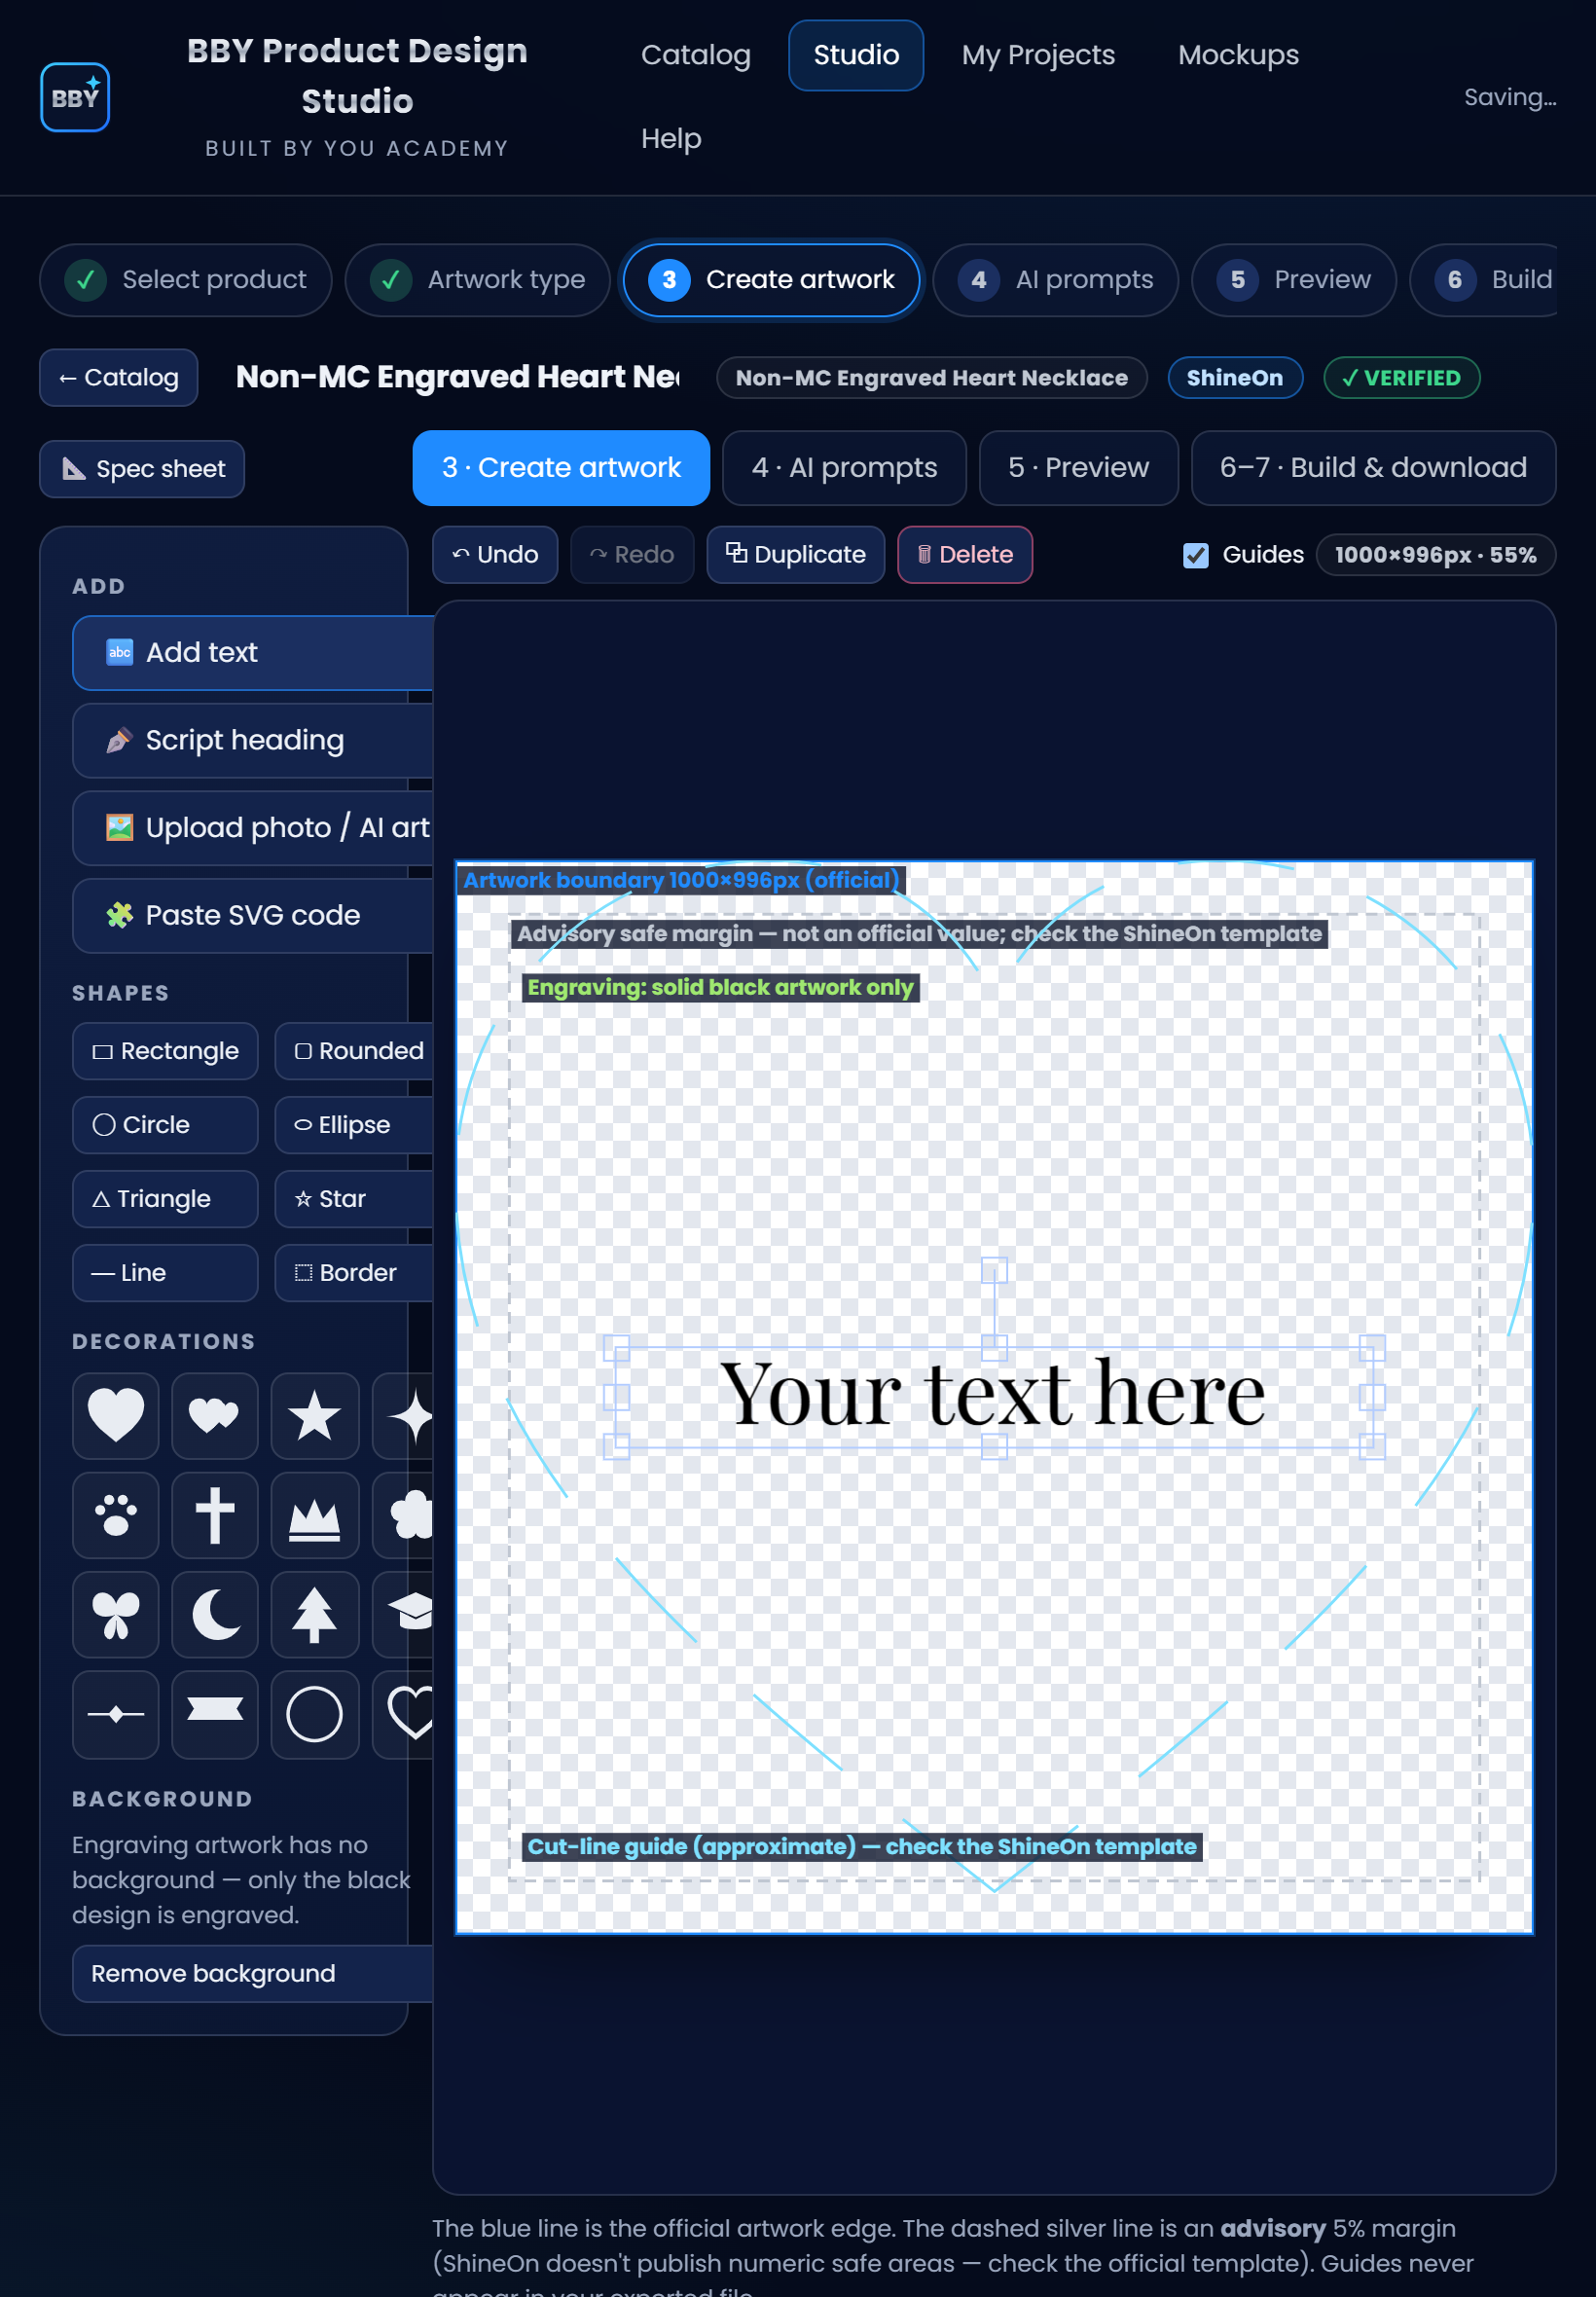 BBY
BBY Product Design
Studio
BUILT BY YOU ACADEMY
Catalog
Studio
My Projects
Mockups
Help
Saving...
✓ Select product
✓ Artwork type
3 Create artwork
4 AI prompts
5 Preview
6 Build
← Catalog
Non-MC Engraved Heart Nec
Non-MC Engraved Heart Necklace
ShineOn
✓ VERIFIED
Spec sheet
3 · Create artwork
4 · AI prompts
5 · Preview
6–7 · Build & download
ADD
abc Add text
Script heading
Upload photo / AI art
Paste SVG code
SHAPES
Rectangle
Rounded
Circle
Ellipse
Triangle
Star
Line
Border
DECORATIONS
BACKGROUND
Engraving artwork has no
background — only the black
design is engraved.
Remove background
Undo
Redo
Duplicate
Delete
Guides
1000×996px · 55%
Artwork boundary 1000×996px (official)
Advisory safe margin — not an official value; check the ShineOn template
Engraving: solid black artwork only
Your text here
Cut-line guide (approximate) — check the ShineOn template
The blue line is the official artwork edge. The dashed silver line is an advisory 5% margin
(ShineOn doesn't publish numeric safe areas — check the official template). Guides never
appear in your exported file.